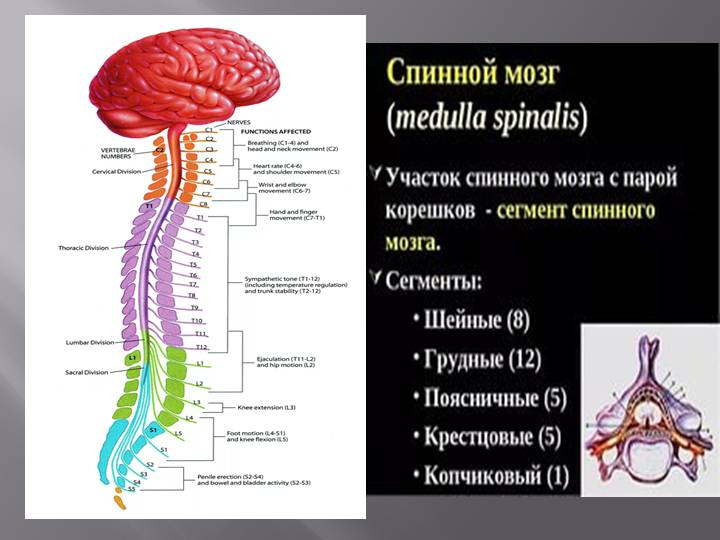 NERVES
FUNCTIONS AFFECTED
C1
C2
C3
C4
C5
C6
C7
C8
Breathing (C1-4) and
head and neck movement (C2)
VERTEBRAE
NUMBERS
C2
Cervical Division
Heart rate (C4-6)
and shoulder movement (C5)
Wrist and elbow
movement (C6-7)
Hand and finger
movement (C7-T1)
T1
T1
T2
T3
T4
T5
T6
T7
T8
T9
T10
T11
T12
Thoracic Division
Sympathetic tone (T1-12)
(including temperature regulation)
and trunk stability (T2-12)
Lumbar Division
L1
Sacral Division
L1
L2
L3
L4
L5
Ejaculation (T11-L2)
and hip motion (L2)
Knee extension (L3)
Foot motion (L4-S1)
and knee flexion (L5)
S1
S1
S2
S3
S4
S5
Penile erection (S2-S4)
and bowel and bladder activity (S2-S3)
Спинной мозг
(medulla spinalis)
Участок спинного мозга с парой
корешков - сегмент спинного
мозга.
Сегменты:
• Шейные (8)
• Грудные (12)
• Поясничные (5)
• Крестцовые (5)
• Копчиковый (1)